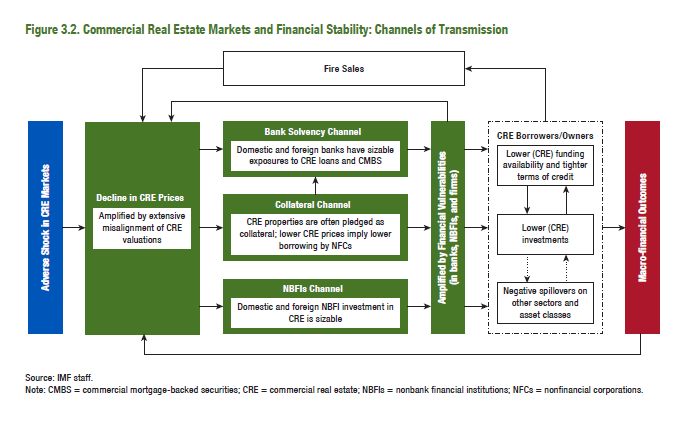 Figure 3.2. Commercial Real Estate Markets and Financial Stability: Channels of Transmission
Fire Sales
Adverse Shock in CRE Markets
Decline in CRE Prices
Amplified by extensive
misalignment of CRE
valuations
Bank Solvency Channel
Domestic and foreign banks have sizable
exposures to CRE loans and CMBS
Collateral Channel
CRE properties are often pledged as
collateral; lower CRE prices imply lower
borrowing by NFCs
NBFIs Channel
Domestic and foreign NBFI investment in
CRE is sizable
Amplified by Financial Vulnerabilities
(in banks, NBFIs, and firms)
CRE Borrowers/Owners
Lower (CRE) funding
availability and tighter
terms of credit
Lower (CRE)
investments
Negative spillovers on
other sectors and
asset classes
Macro-financial Outcomes
Source: IMF staff.
Note: CMBS = commercial mortgage-backed securities; CRE = commercial real estate; NBFIs = nonbank financial institutions; NFCs = nonfinancial corporations.